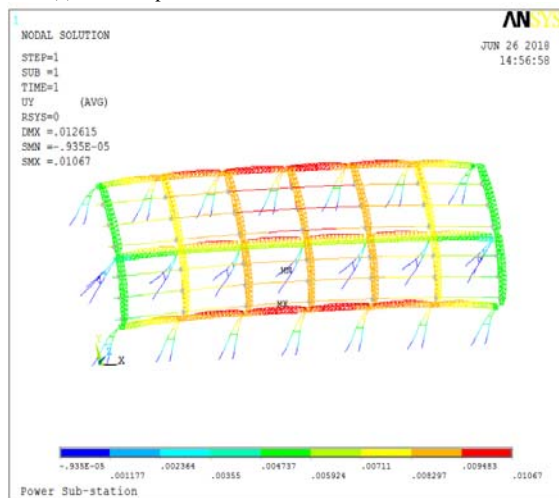 1
NODAL SOLUTION
ANSYS
JUN 26 2018
14:56:58
STEP=1
SUB =1
TIME=1
UY (AVG)
RSYS=0
DMX =.012615
SMN =-.935E-05
SMX =.01067
MN
MX
Y
X
-.935E-05 .002364 .004737 .00711 .009483
.001177 .00355 .005924 .008297 .01067
Power Sub-station